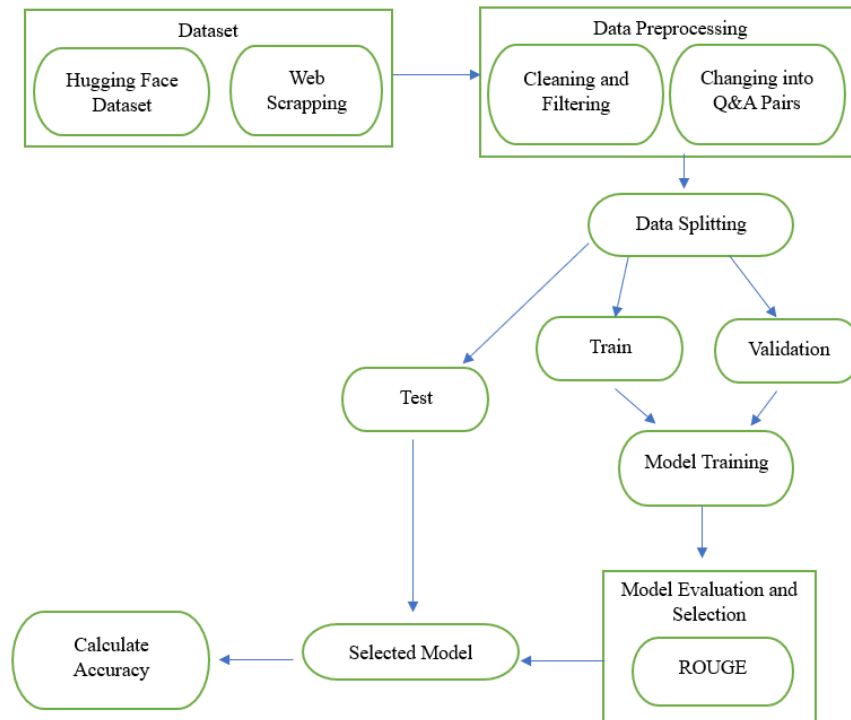 Dataset
Hugging Face
Dataset
Web
Scrapping
Data Preprocessing
Cleaning and
Filtering
Changing into
Q&A Pairs
Data Splitting
Train
Validation
Test
Model Training
Model Evaluation and
Selection
ROUGE
Selected Model
Calculate
Accuracy